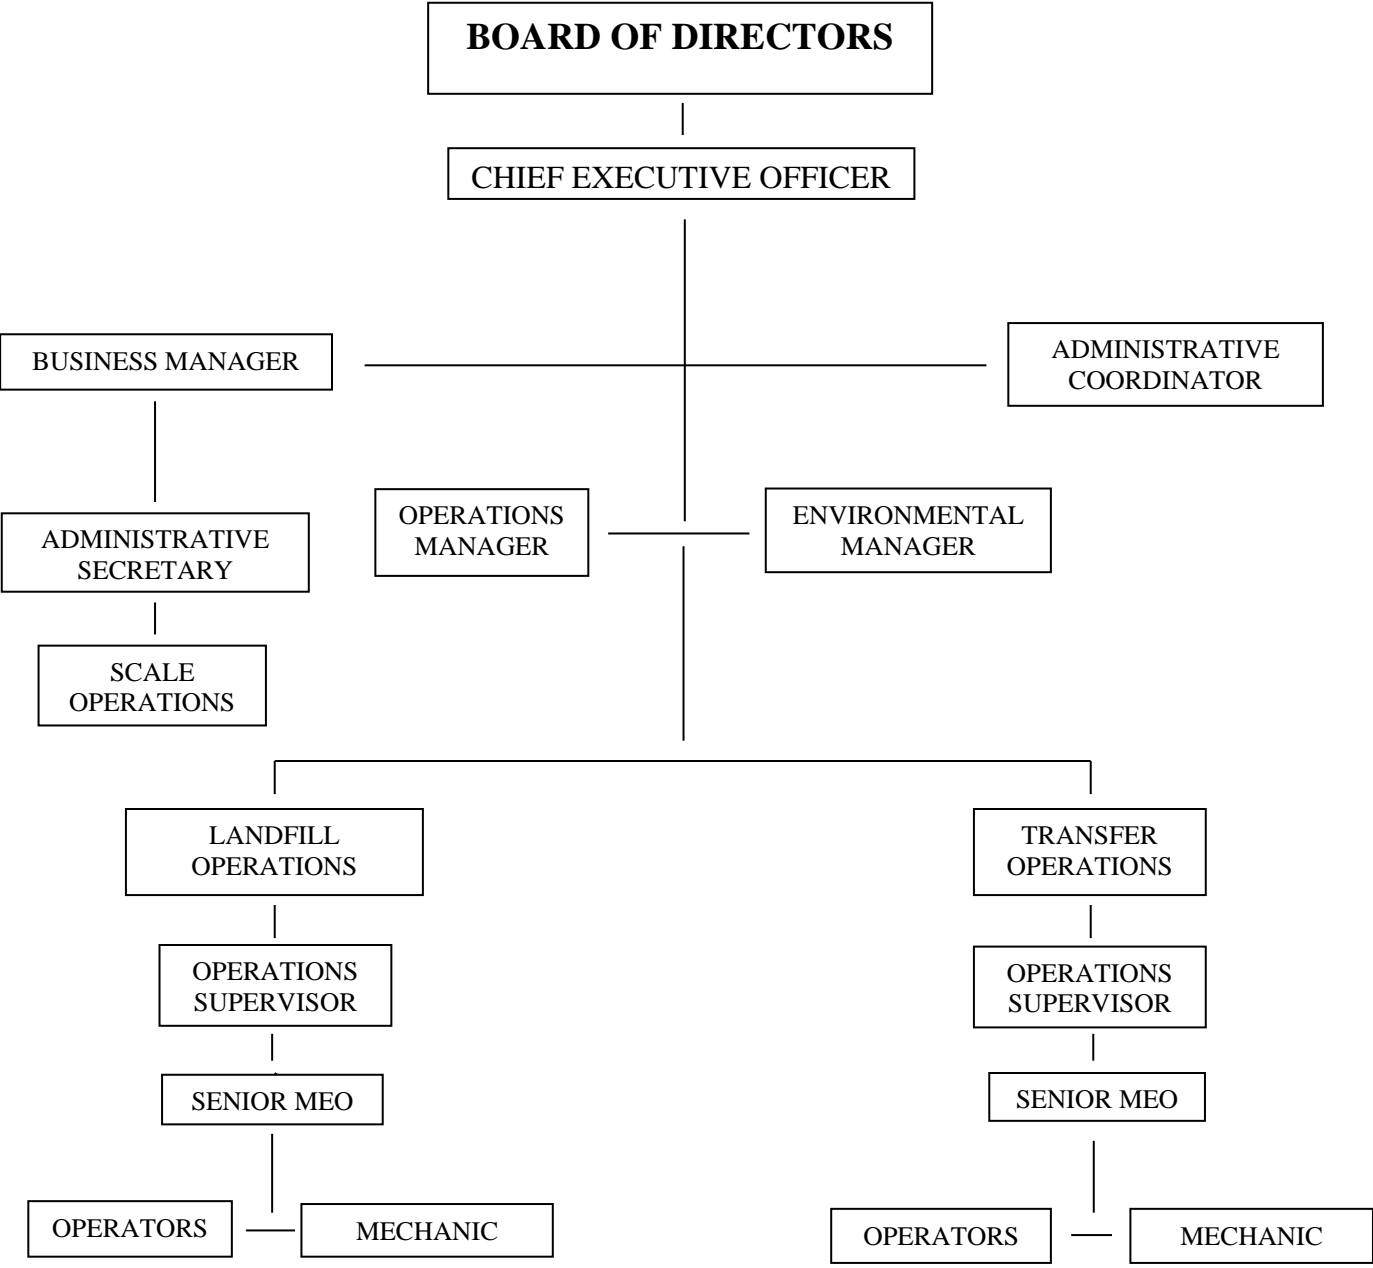 BOARD OF DIRECTORS
CHIEF EXECUTIVE OFFICER
BUSINESS MANAGER
ADMINISTRATIVE
COORDINATOR
OPERATIONS
MANAGER
ENVIRONMENTAL
MANAGER
ADMINISTRATIVE
SECRETARY
SCALE
OPERATIONS
LANDFILL
OPERATIONS
TRANSFER
OPERATIONS
OPERATIONS
SUPERVISOR
OPERATIONS
SUPERVISOR
SENIOR MEO
SENIOR MEO
OPERATORS
MECHANIC
OPERATORS
MECHANIC